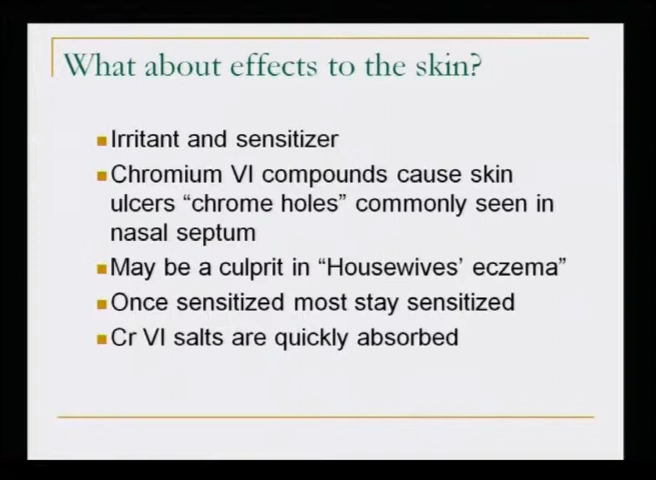 What about effects to the skin?
Irritant and sensitizer
Chromium VI compounds cause skin
ulcers “chrome holes” commonly seen in
nasal septum
May be a culprit in “Housewives’ eczema”
Once sensitized most stay sensitized
Cr VI salts are quickly absorbed